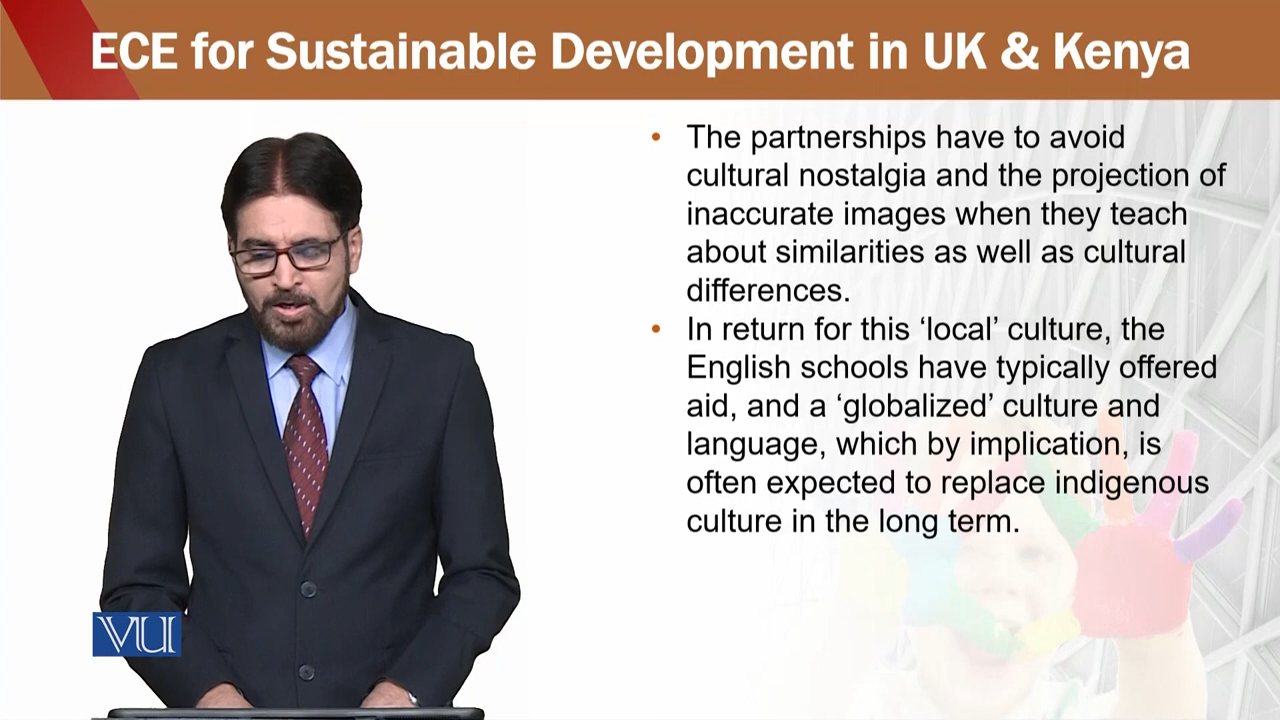 ECE for Sustainable Development in UK & Kenya
• The partnerships have to avoid
cultural nostalgia and the projection of
inaccurate images when they teach
about similarities as well as cultural
differences.
• In return for this ‘local’ culture, the
English schools have typically offered
aid, and a ‘globalized’ culture and
language, which by implication, is
often expected to replace indigenous
culture in the long term.
VU